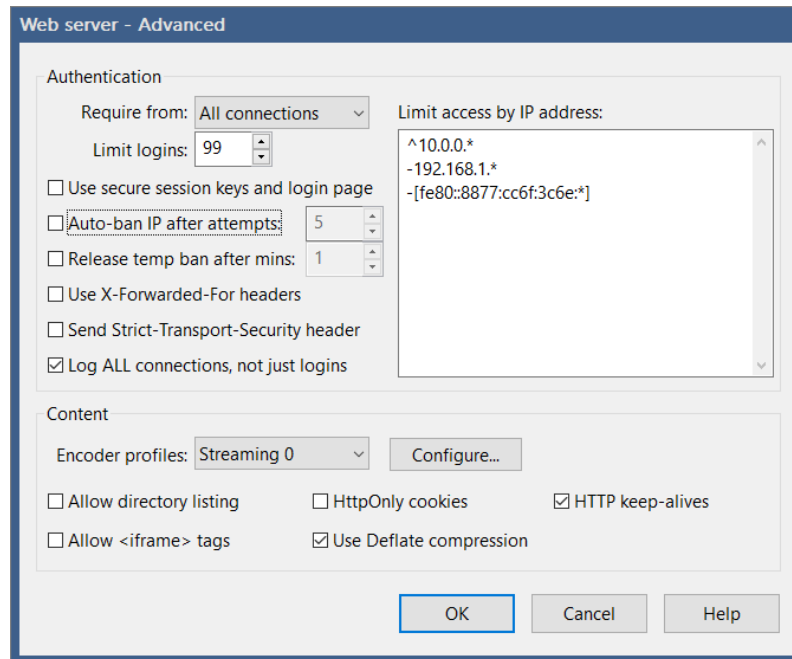 Web server - Advanced
Authentication
Require from: All connections
Limit logins: 99
Use secure session keys and login page
Auto-ban IP after attempts: 5
Release temp ban after mins: 1
Use X-Forwarded-For headers
Send Strict-Transport-Security header
Log ALL connections, not just logins
Limit access by IP address:
^10.0.0.*
-192.168.1.*
-[fe80::8877:cc6f:3c6e:*]
Content
Encoder profiles: Streaming 0 Configure...
Allow directory listing HttpOnly cookies HTTP keep-alives
Allow <iframe> tags Use Deflate compression
OK Cancel Help